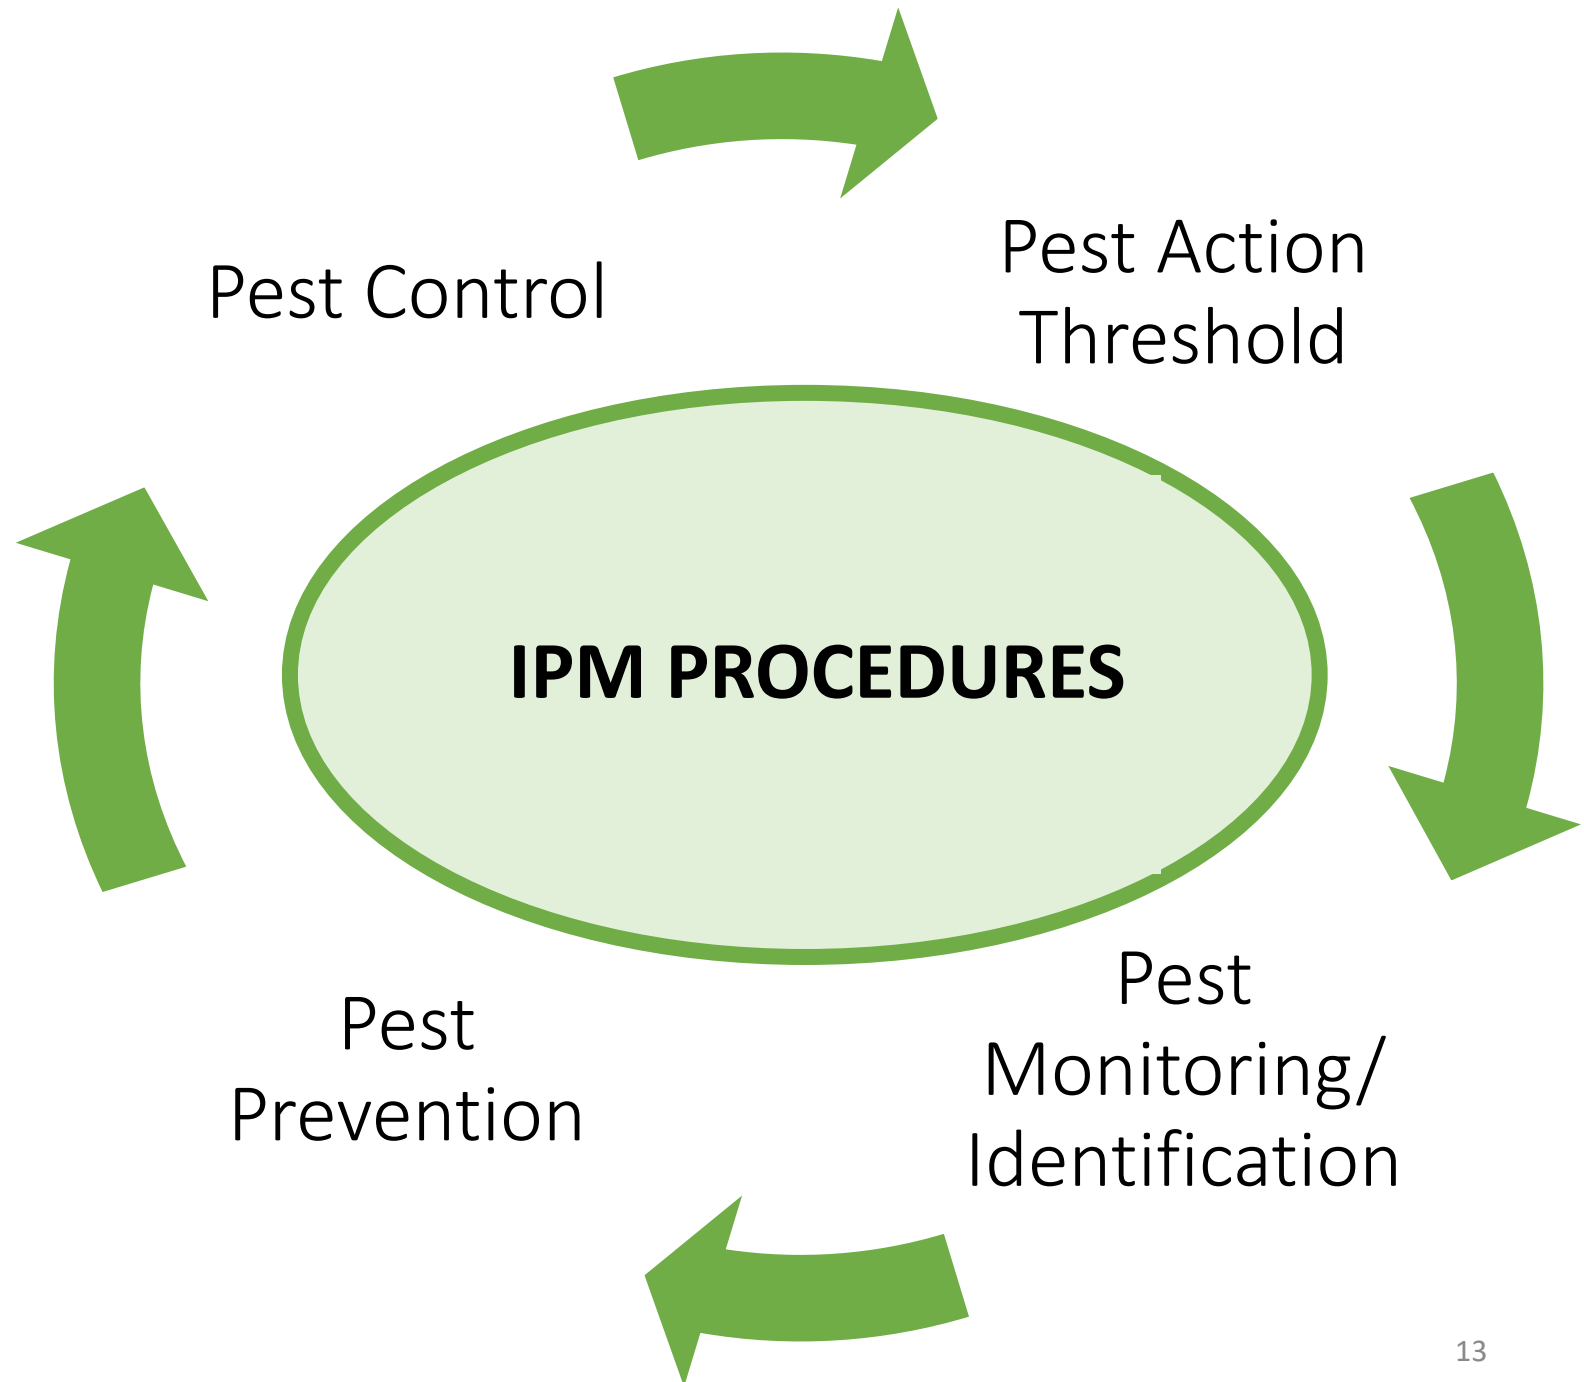 Pest Control
Pest Action
Threshold
IPM PROCEDURES
Pest
Prevention
Pest
Monitoring/
Identification
13